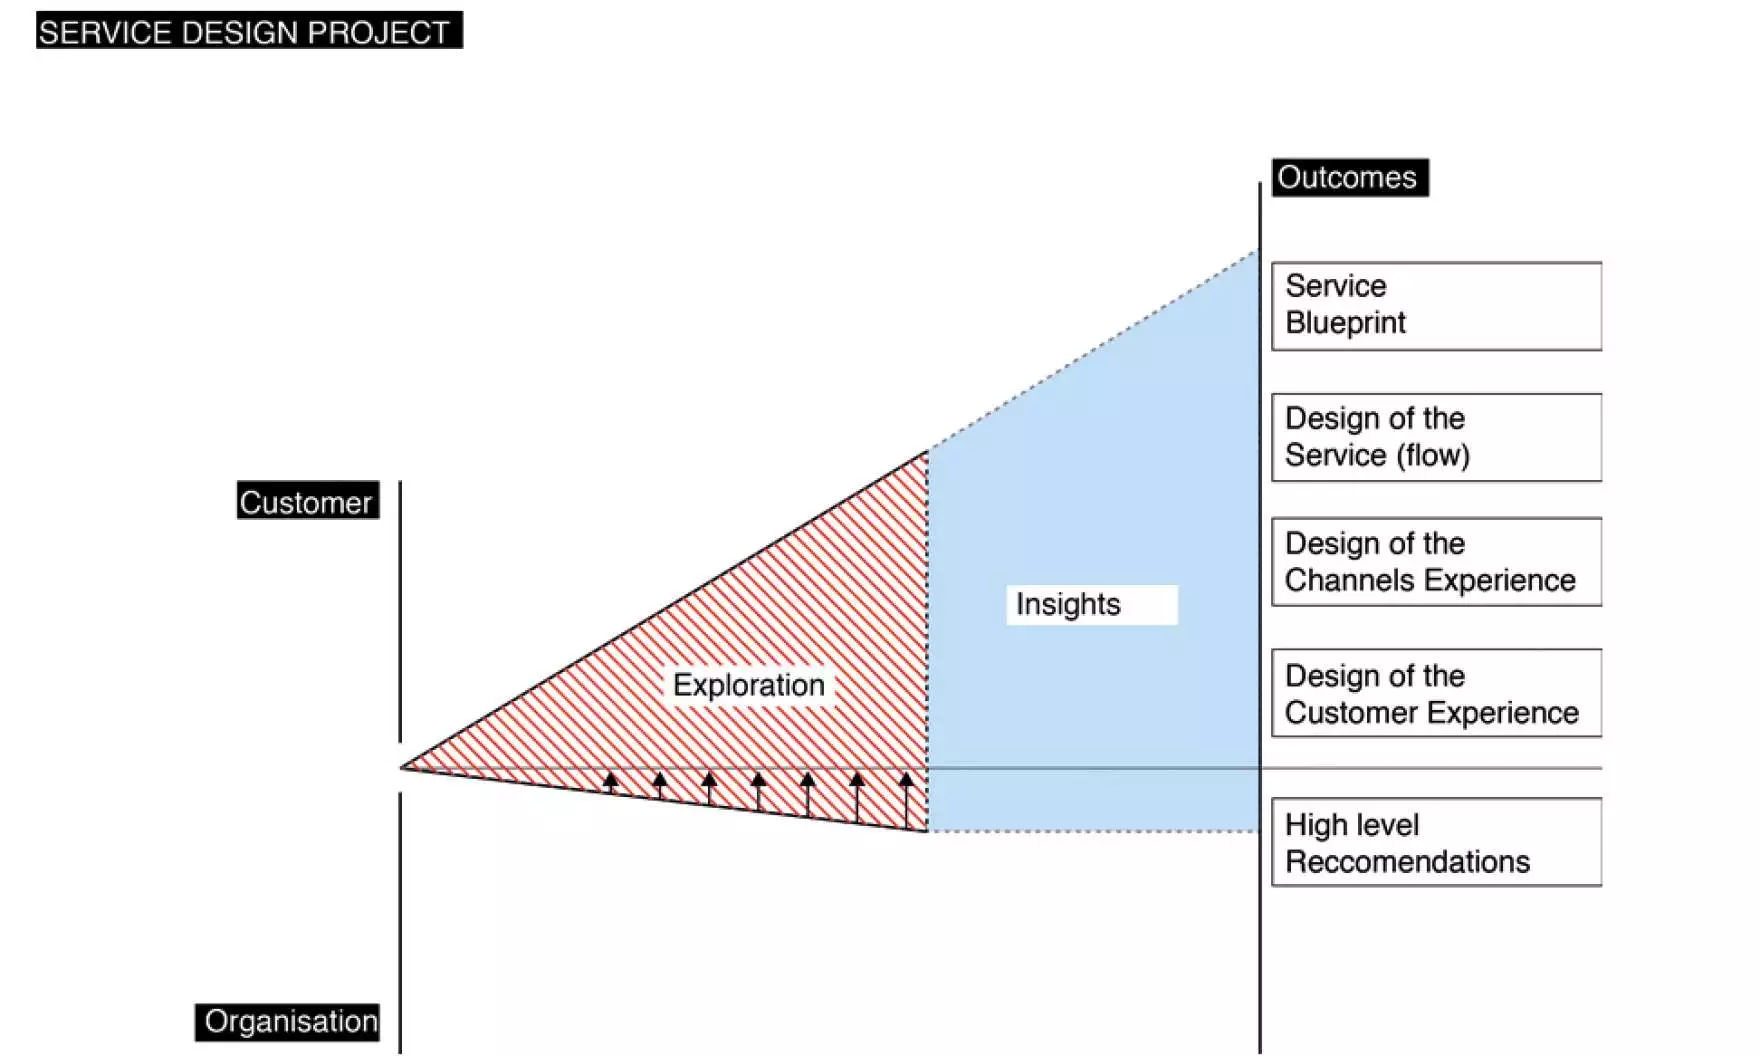 SERVICE DESIGN PROJECT
Outcomes
Service
Blueprint
Design of the
Service (flow)
Customer
Design of the
Channels Experience
Insights
Exploration
Design of the
Customer Experience
High level
Reccomendations
Organisation